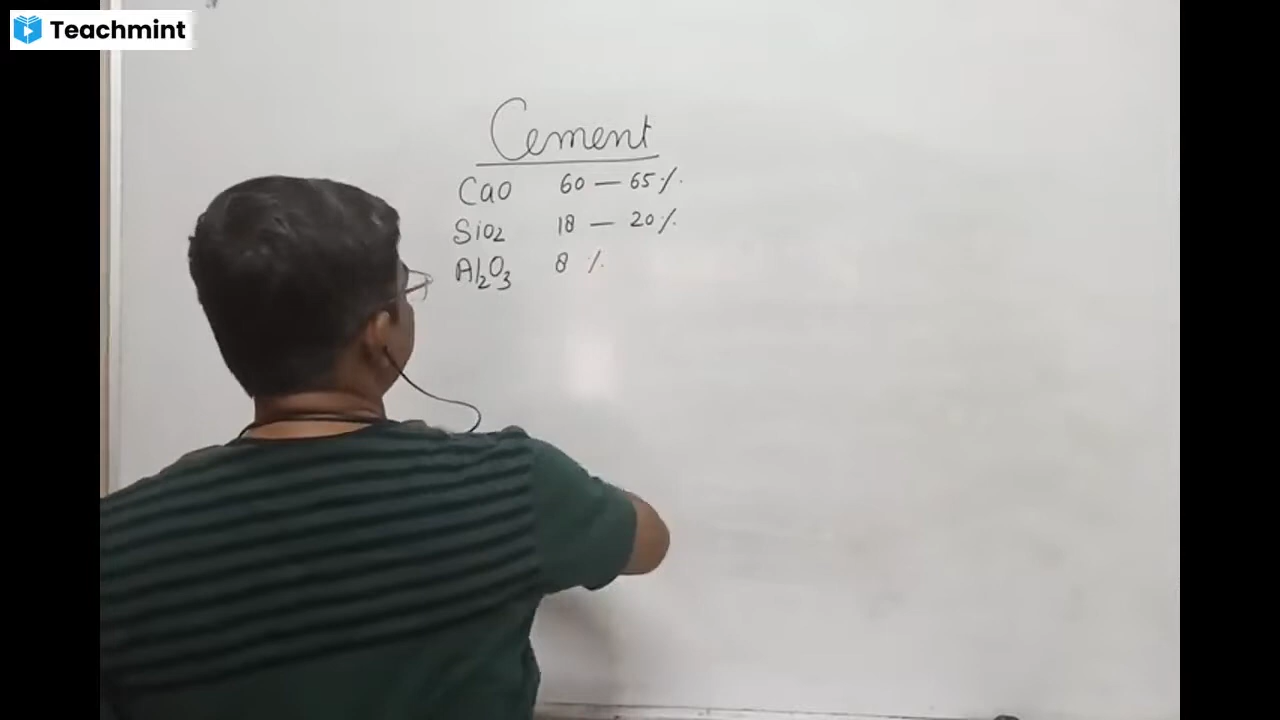 Teachmint
Cement
CaO 60 — 65%.
SiO2 18 — 20%.
Al2O3 8 %.